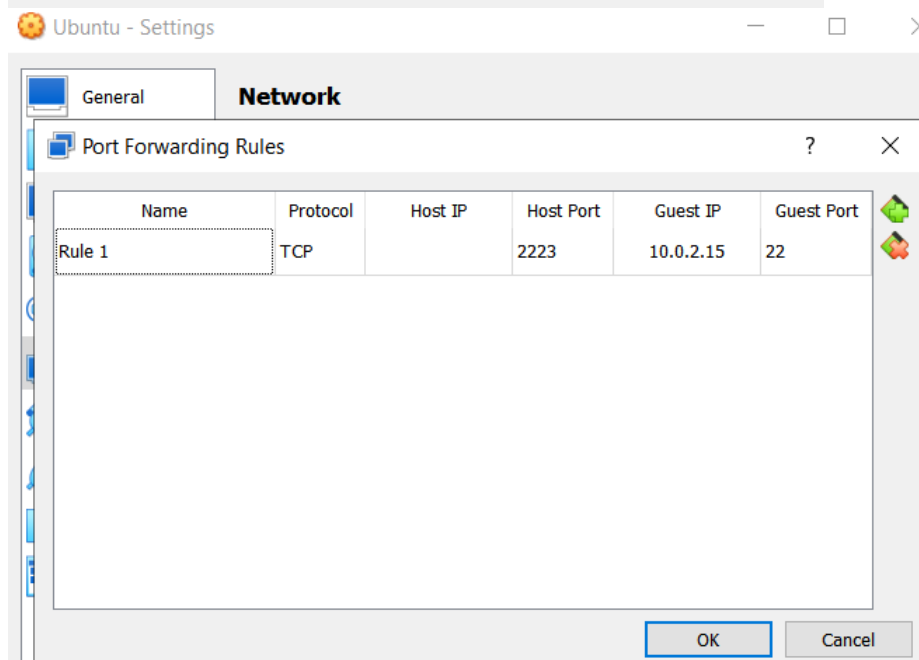 Ubuntu - Settings
General
Network
Port Forwarding Rules
?
Name Protocol Host IP Host Port Guest IP Guest Port
Rule 1 TCP 2223 10.0.2.15 22
OK Cancel